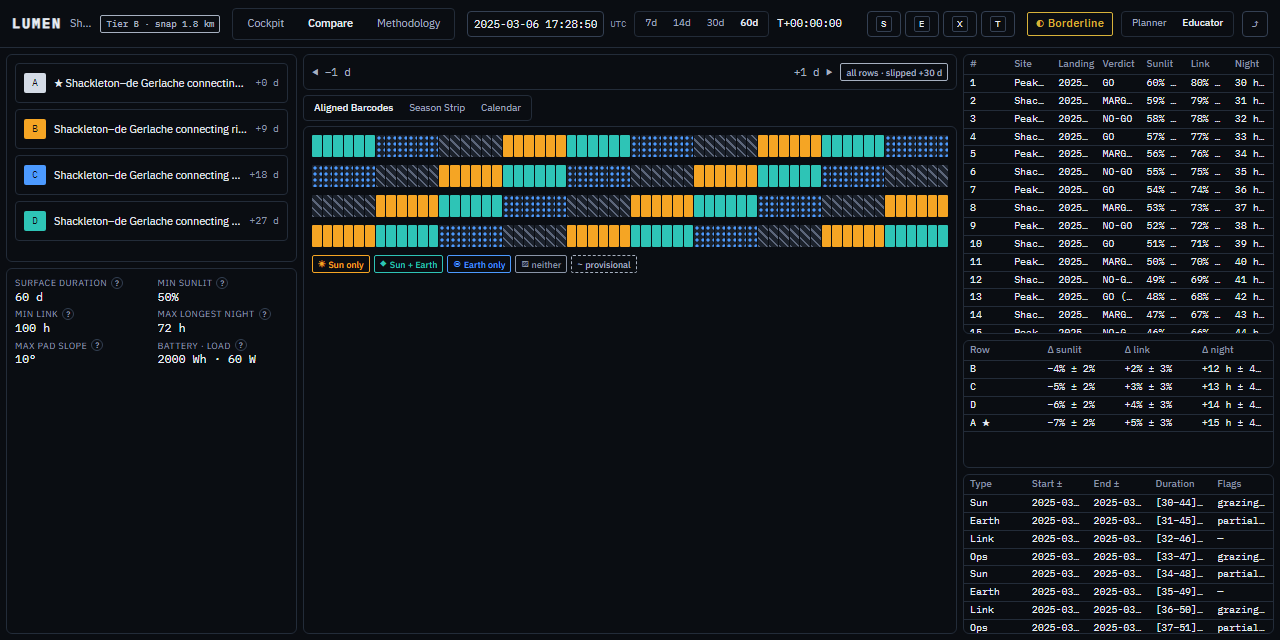 LUMEN Sh... Tier B · snap 1.8 km Cockpit Compare Methodology 2025-03-06 17:28:50 UTC 7d 14d 30d 60d T+00:00:00 S E X T ◐ Borderline Planner Educator ⤴
A ★ Shackleton–de Gerlache connectin... +0 d
B Shackleton–de Gerlache connecting ri... +9 d
C Shackleton–de Gerlache connecting ... +18 d
D Shackleton–de Gerlache connecting ... +27 d
SURFACE DURATION ? MIN SUNLIT ?
60 d 50%
MIN LINK ? MAX LONGEST NIGHT ?
100 h 72 h
MAX PAD SLOPE ? BATTERY · LOAD ?
10° 2000 Wh · 60 W
◀ −1 d +1 d ▶ all rows · slipped +30 d
Aligned Barcodes Season Strip Calendar
☀ Sun only ◆ Sun + Earth ⊕ Earth only ▨ neither ~ provisional
# Site Landing Verdict Sunlit Link Night
1 Peak… 2025… GO 60% … 80% … 30 h…
2 Shac… 2025… MARG… 59% … 79% … 31 h…
3 Peak… 2025… NO-GO 58% … 78% … 32 h…
4 Shac… 2025… GO 57% … 77% … 33 h…
5 Peak… 2025… MARG… 56% … 76% … 34 h…
6 Shac… 2025… NO-GO 55% … 75% … 35 h…
7 Peak… 2025… GO 54% … 74% … 36 h…
8 Shac… 2025… MARG… 53% … 73% … 37 h…
9 Peak… 2025… NO-GO 52% … 72% … 38 h…
10 Shac… 2025… GO 51% … 71% … 39 h…
11 Peak… 2025… MARG… 50% … 70% … 40 h…
12 Shac… 2025… NO-G… 49% … 69% … 41 h…
13 Peak… 2025… GO (… 48% … 68% … 42 h…
14 Shac… 2025… MARG… 47% … 67% … 43 h…
15 Peak… 2025… NO-G… 46% … 66% … 44 h…
Row Δ sunlit Δ link Δ night
B −4% ± 2% +2% ± 3% +12 h ± 4…
C −5% ± 2% +3% ± 3% +13 h ± 4…
D −6% ± 2% +4% ± 3% +14 h ± 4…
A ★ −7% ± 2% +5% ± 3% +15 h ± 4…
Type Start ± End ± Duration Flags
Sun 2025-03… 2025-03… [30–44]… grazing…
Earth 2025-03… 2025-03… [31–45]… partial…
Link 2025-03… 2025-03… [32–46]… —
Ops 2025-03… 2025-03… [33–47]… grazing…
Sun 2025-03… 2025-03… [34–48]… partial…
Earth 2025-03… 2025-03… [35–49]… —
Link 2025-03… 2025-03… [36–50]… grazing…
Ops 2025-03… 2025-03… [37–51]… partial…